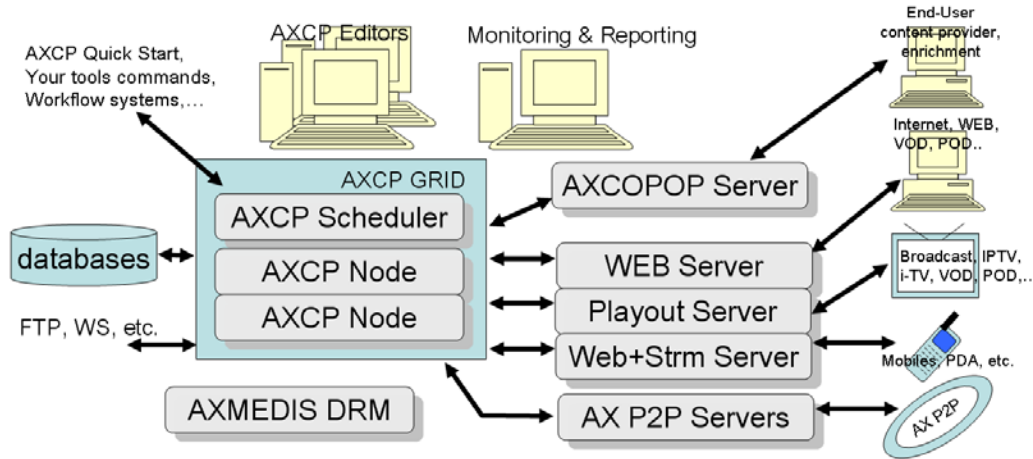 AXCP Quick Start,
Your tools commands,
Workflow systems,...
AXCP Editors
Monitoring & Reporting
End-User
content provider,
enrichment
Internet, WEB,
VOD, POD..
AXCP GRID
AXCP Scheduler
AXCP Node
AXCP Node
databases
FTP, WS, etc.
AXMEDIS DRM
AXCOPOP Server
WEB Server
Playout Server
Web+Strm Server
AX P2P Servers
Broadcast, IPTV,
i-TV, VOD, POD,..
Mobiles, PDA, etc.
AX P2P